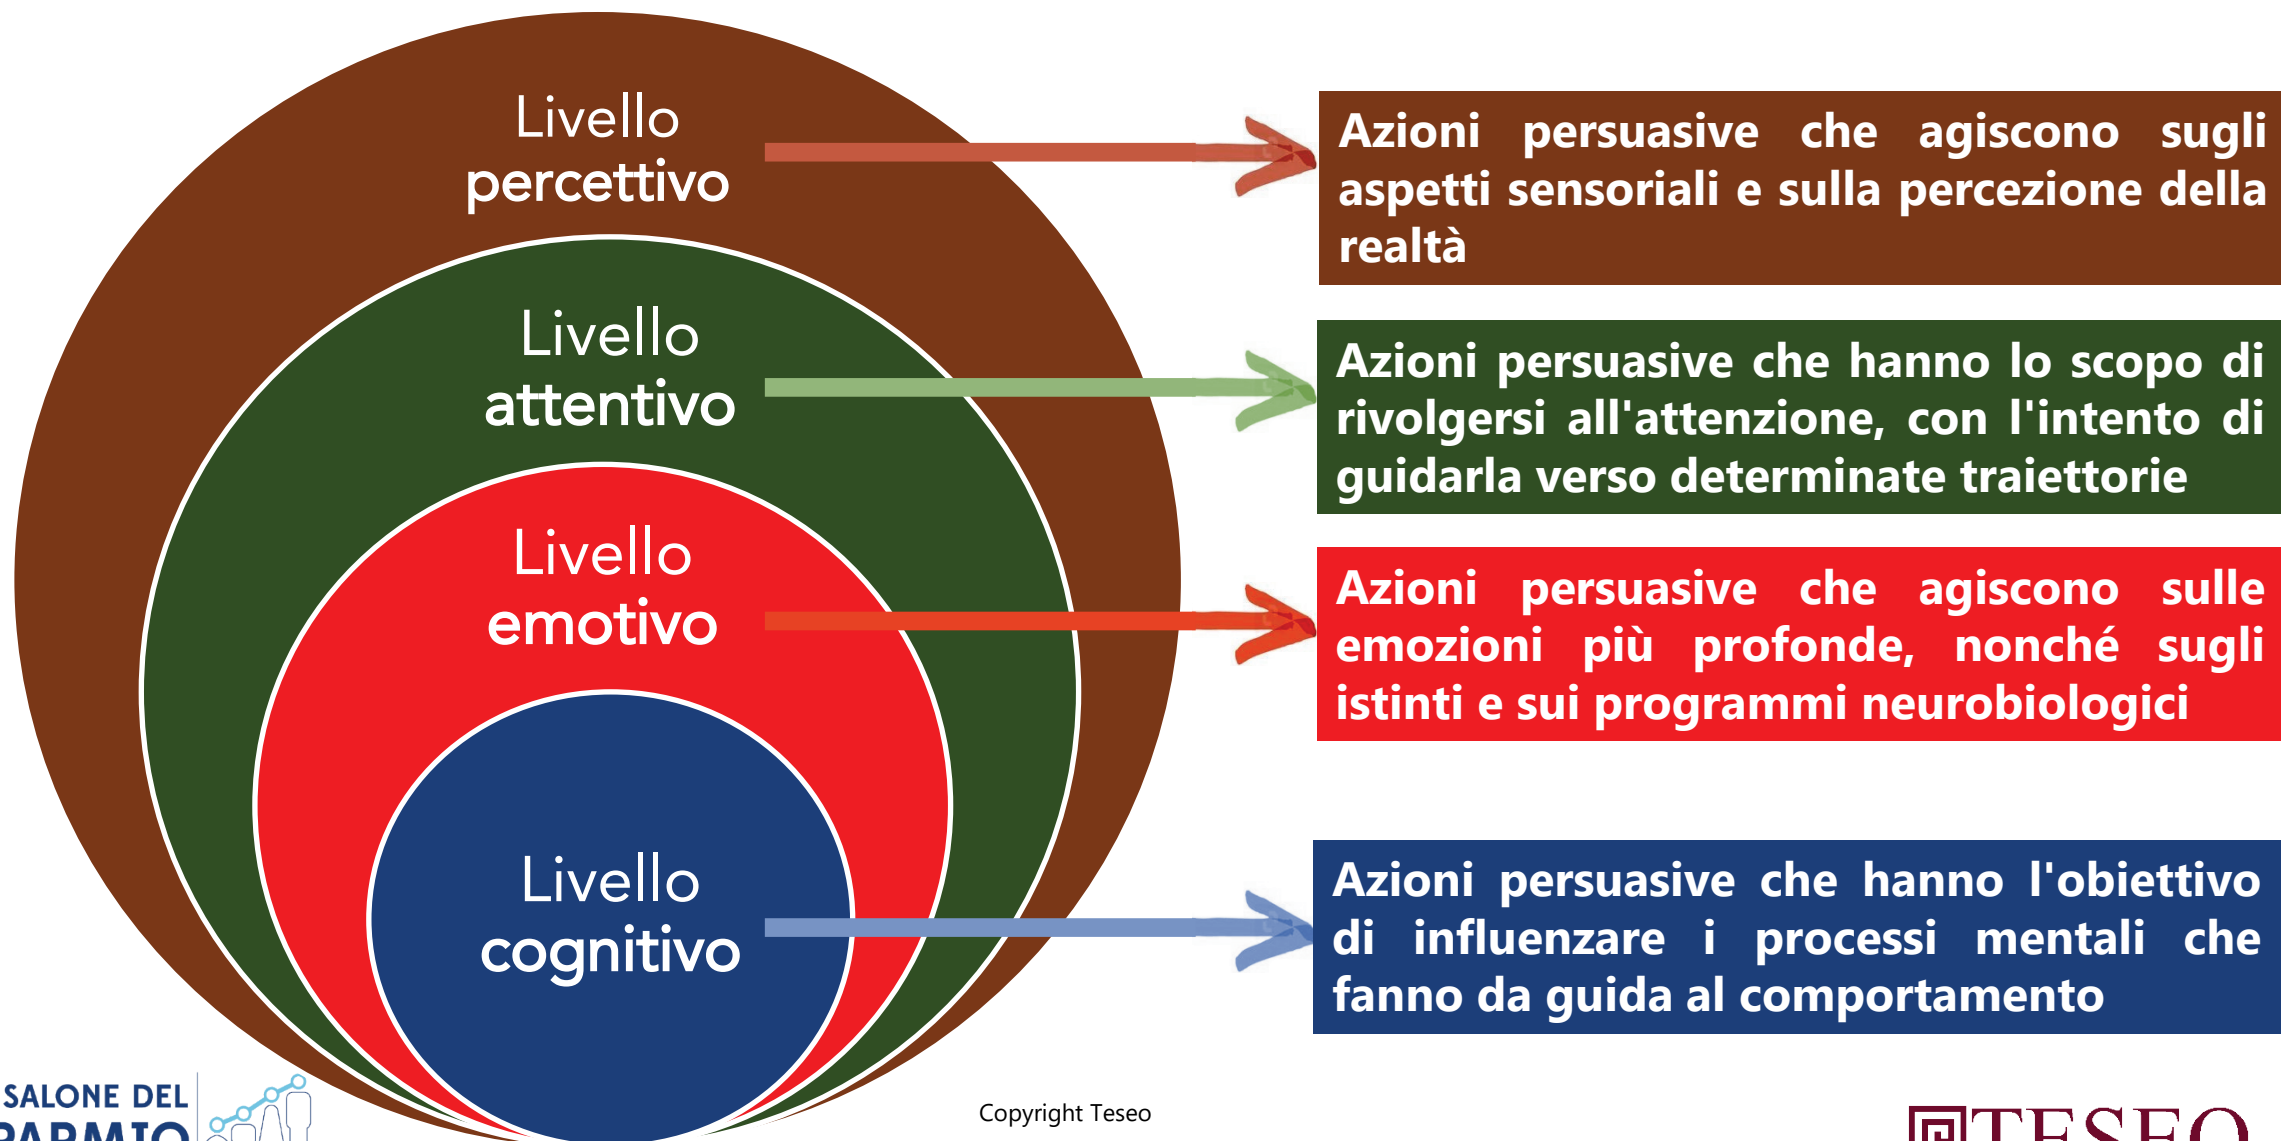 Livello
percettivo
Azioni persuasive che agiscono sugli
aspetti sensoriali e sulla percezione della
realtà
Livello
attentivo
Azioni persuasive che hanno lo scopo di
rivolgersi all'attenzione, con l'intento di
guidarla verso determinate traiettorie
Livello
emotivo
Azioni persuasive che agiscono sulle
emozioni più profonde, nonché sugli
istinti e sui programmi neurobiologici
Livello
cognitivo
Azioni persuasive che hanno l'obiettivo
di influenzare i processi mentali che
fanno da guida al comportamento
SALONE DEL
Copyright Teseo
TESEO